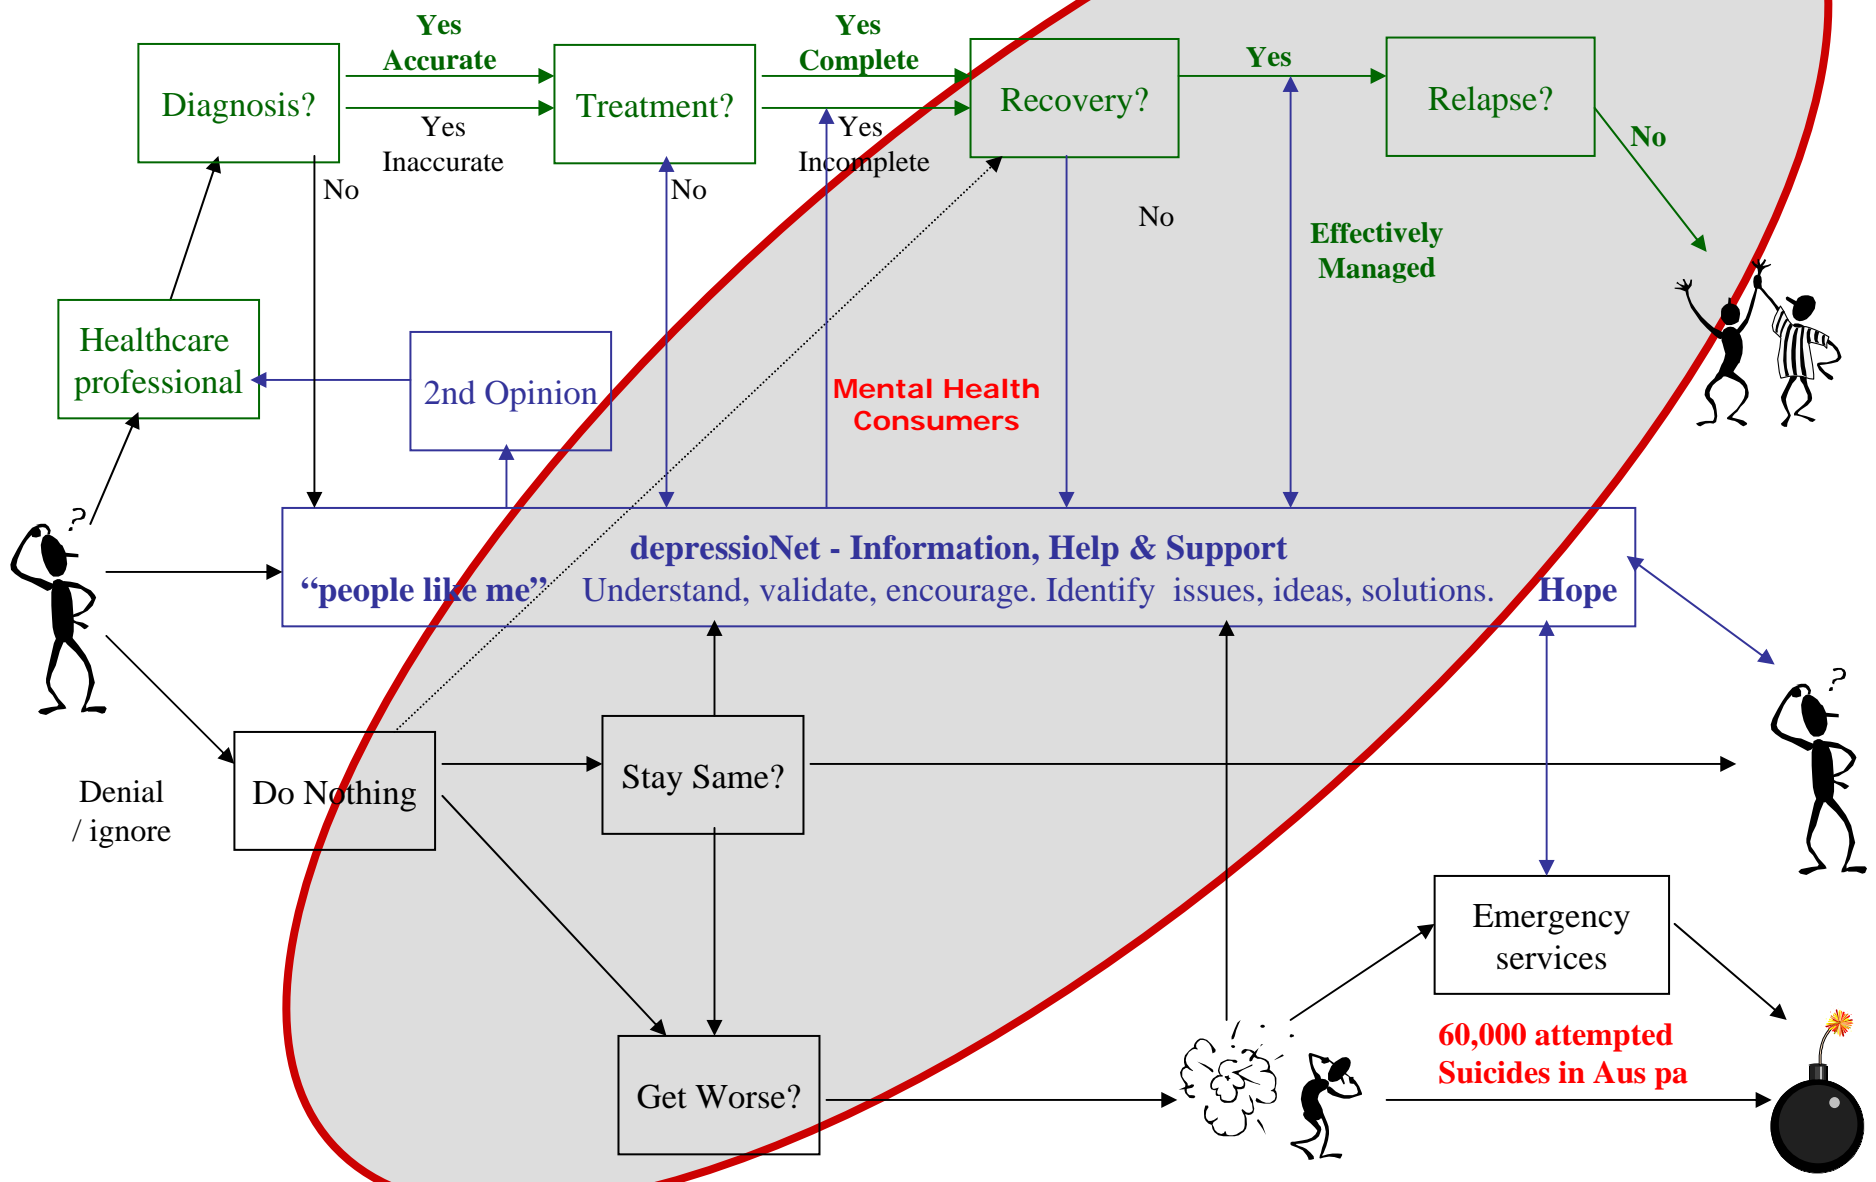 Yes
Accurate
Yes
Complete
Yes
Diagnosis?
Treatment?
Recovery?
Relapse?
Yes
Inaccurate
Yes
Incomplete
No
No
No
No
Effectively
Managed
Healthcare
professional
2nd Opinion
Mental Health
Consumers
?
depressioNet - Information, Help & Support
“people like me” Understand, validate, encourage. Identify issues, ideas, solutions. Hope
?
Denial
/ ignore
Do Nothing
Stay Same?
Emergency
services
60,000 attempted
Suicides in Aus pa
Get Worse?